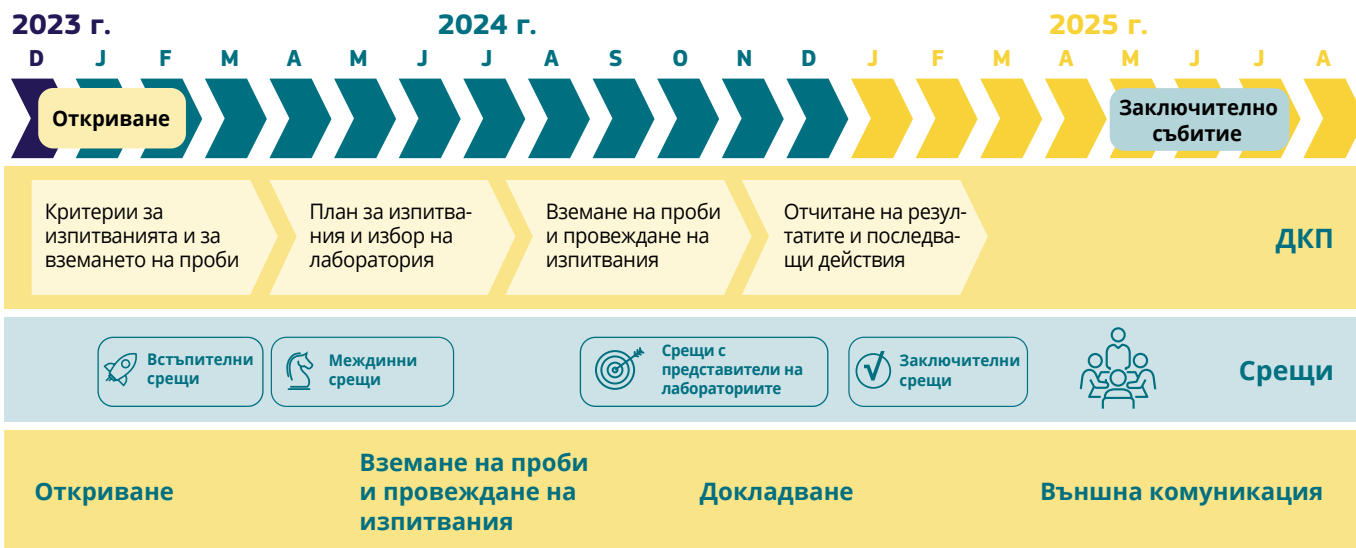 2023 г. 2024 г. 2025 г.
D J F M A M J J A S O N D J F M A M J J A
Откриване
Заключително
събитие
Критерии за
изпитванията и за
вземането на проби
План за изпитва-
ния и избор на
лаборатория
Вземане на проби
и провеждане на
изпитвания
Отчитане на резул-
татите и последва-
щи действия
ДКП
Встъпителни
срещи
Междинни
срещи
Срещи с
представители на
лабораториите
Заключителни
срещи
Срещи
Откриване
Вземане на проби
и провеждане на
изпитвания
Докладване
Външна комуникация